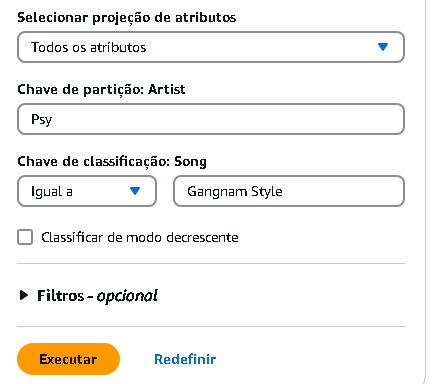 Selecionar projeção de atributos
Todos os atributos
Chave de partição: Artist
Psy
Chave de classificação: Song
Igual a
Gangnam Style
Classificar de modo decrescente
Filtros - opcional
Executar
Redefinir